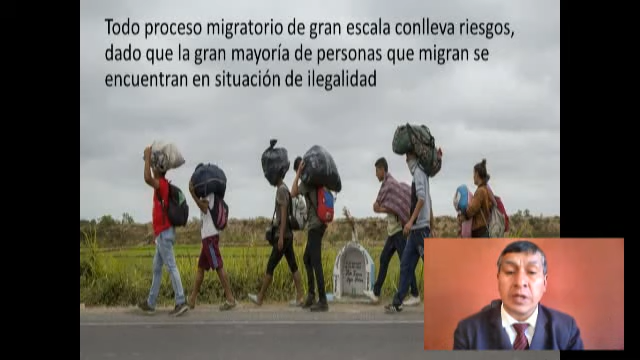 Todo proceso migratorio de gran escala conlleva riesgos,
dado que la gran mayoría de personas que migran se
encuentran en situación de ilegalidad